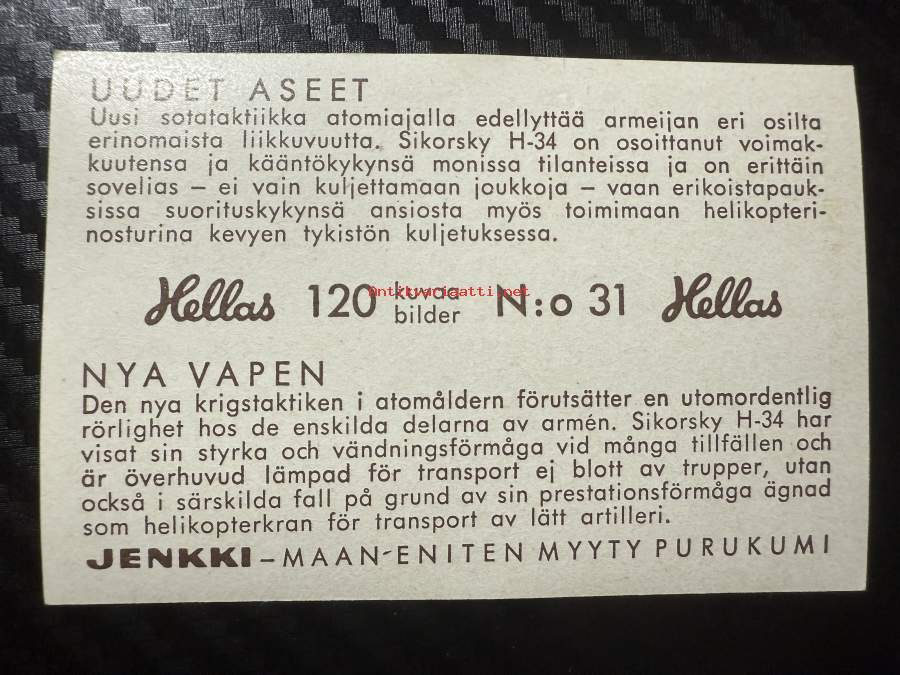 UUDET ASEET
Uusi sotataktiikka atomiajalla edellyttää armeijan eri osilta
erinomaista liikkuvuutta. Sikorsky H-34 on osoittanut voimak-
kuutensa ja kääntökykynsä monissa tilanteissa ja on erittäin
sovelias – ei vain kuljettamaan joukkoja – vaan erikoistapauk-
sissa suorituskykynsä ansiosta myös toimimaan helikopteri-
nosturina kevyen tykistön kuljetuksessa.
Hellas 120 kuvaa bilder N:o 31 Hellas
Antikvariaatti.net
NYA VAPEN
Den nya krigstaktiken i atomåldern förutsätter en utomordentlig
rörlighet hos de enskilda delarna av armén. Sikorsky H-34 har
visat sin styrka och vändningsförmåga vid många tillfällen och
är överhuvud lämpad för transport ej blott av trupper, utan
också i särskilda fall på grund av sin prestationsförmåga ägnad
som helikopterkran för transport av lätt artilleri.
JENKKI – MAAN ENITEN MYYTY PURUKUMI